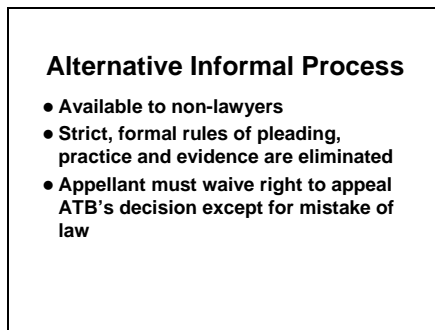 Alternative Informal Process
● Available to non-lawyers
● Strict, formal rules of pleading,
practice and evidence are eliminated
● Appellant must waive right to appeal
ATB's decision except for mistake of
law